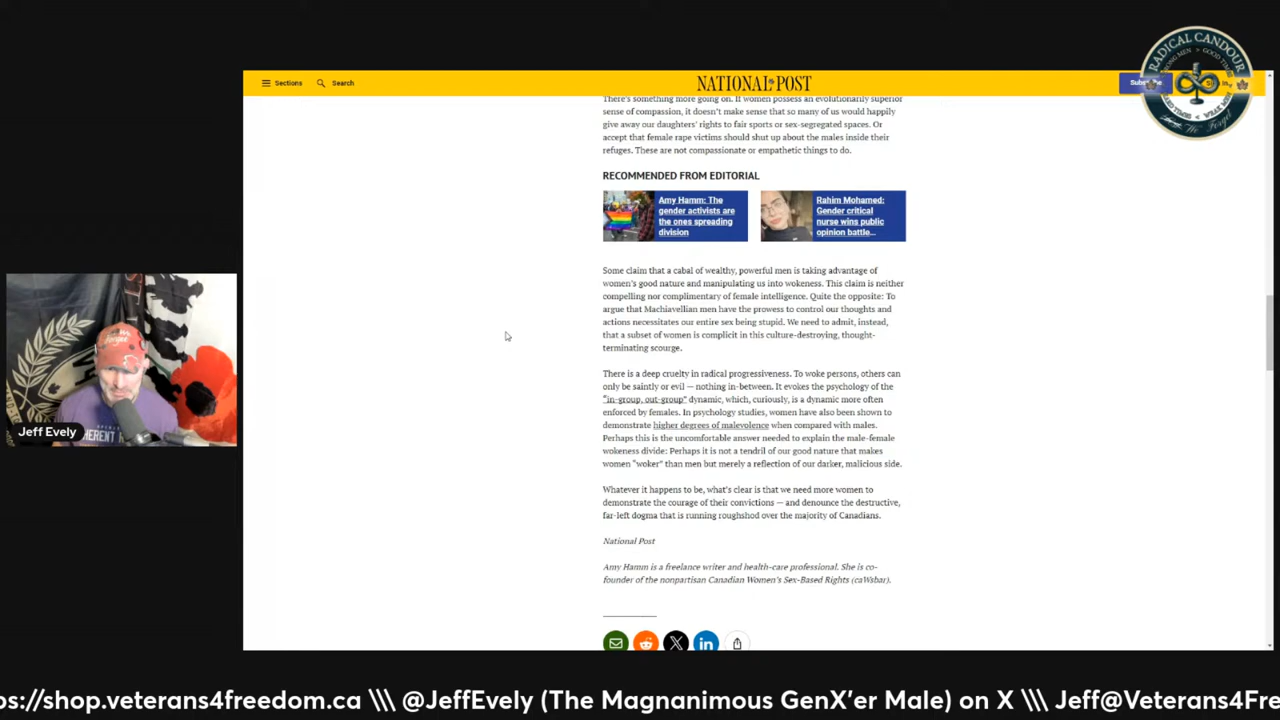 RADICAL CANDOUR
Sections
Search
NATIONAL POST
There's something more going on. If women possess an evolutionarily superior
sense of compassion, it doesn't make sense that so many of us would happily
give away our daughters' rights to fair sports or sex-segregated spaces. Or
accept that female rape victims should shut up about the males inside their
refuges. These are not compassionate or empathetic things to do.
RECOMMENDED FROM EDITORIAL
Amy Hamm: The
gender activists are
the ones spreading
division
Rahim Mohamed:
Gender critical
nurse wins public
opinion battle...
Some claim that a cabal of wealthy, powerful men is taking advantage of
women's good nature and manipulating us into wokeness. This claim is neither
compelling nor complimentary of female intelligence. Quite the opposite: To
argue that Machiavellian men have the prowess to control our thoughts and
actions necessitates our entire sex being stupid. We need to admit, instead,
that a subset of women is complicit in this culture-destroying, thought-
terminating scourge.
There is a deep cruelty in radical progressiveness. To woke persons, others can
only be saintly or evil — nothing in-between. It evokes the psychology of the
"in-group, out-group" dynamic, which, curiously, is a dynamic more often
enforced by females. In psychology studies, women have also been shown to
demonstrate higher degrees of malevolence when compared with males.
Perhaps this is the uncomfortable answer needed to explain the male-female
wokeness divide: Perhaps it is not a tendril of our good nature that makes
women "woker" than men but merely a reflection of our darker, malicious side.
Jeff Evely
Whatever it happens to be, what's clear is that we need more women to
demonstrate the courage of their convictions — and denounce the destructive,
far-left dogma that is running roughshod over the majority of Canadians.
National Post
Amy Hamm is a freelance writer and health-care professional. She is co-
founder of the nonpartisan Canadian Women's Sex-Based Rights (caWsbar).
ps://shop.veterans4freedom.ca \\\ @JeffEvely (The Magnanimous GenX'er Male) on X \\\ Jeff@Veterans4Fre